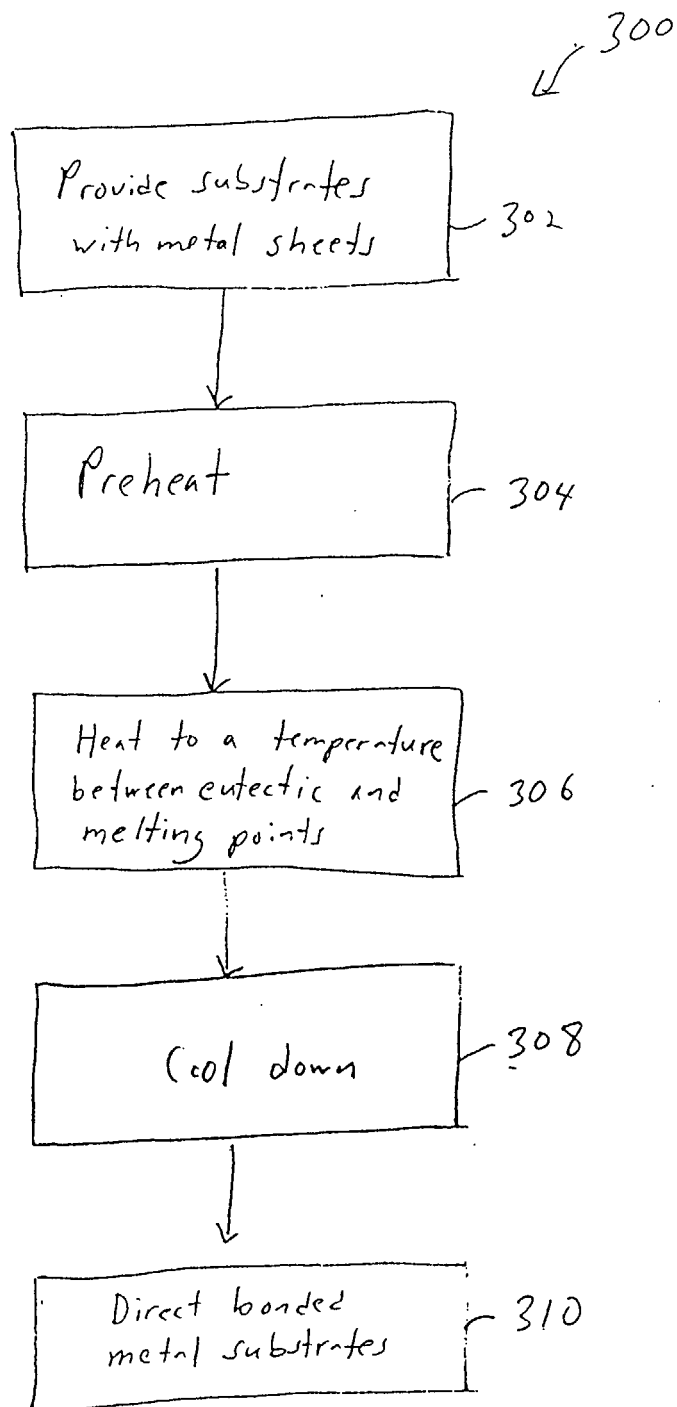 300
Provide substrates
with metal sheets
302
Preheat
304
Heat to a temperature
between eutectic and
melting points
306
Cool down
308
Direct bonded
metal substrates
310